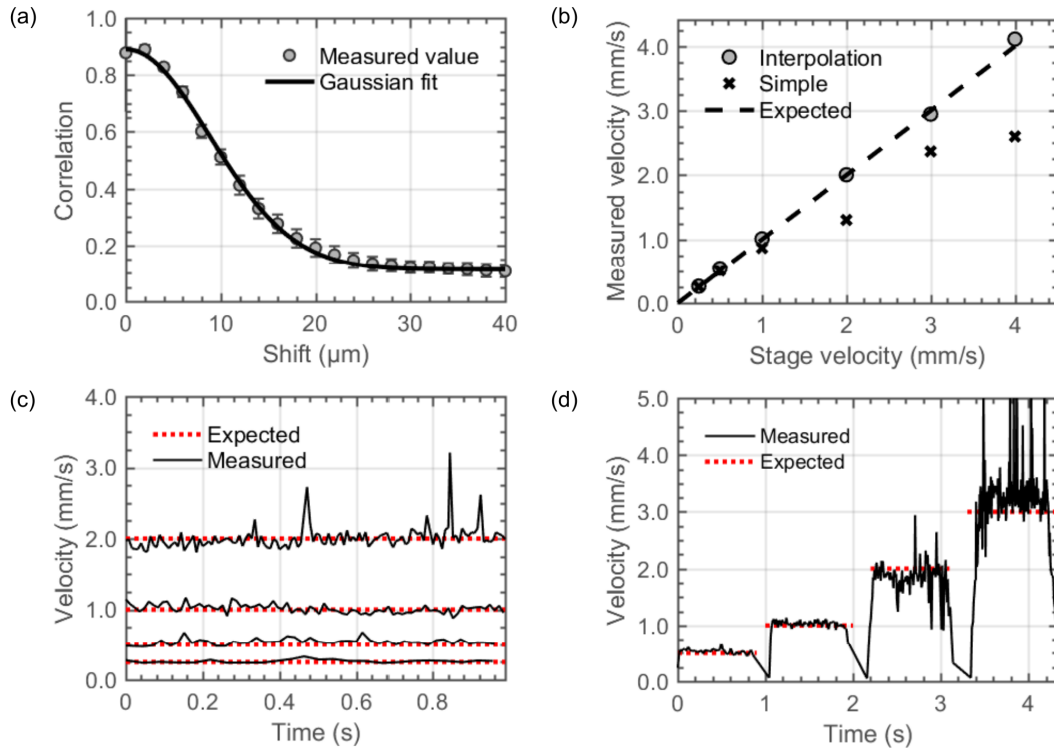 (a)
1.0
0.8
0.6
0.4
0.2
0.0
Correlation
Measured value
Gaussian fit
0
10
20
30
40
Shift (µm)
(b)
4.0
3.0
2.0
1.0
0.0
Measured velocity (mm/s)
Interpolation
Simple
Expected
0
1
2
3
4
Stage velocity (mm/s)
(c)
4.0
3.0
2.0
1.0
0.0
Velocity (mm/s)
Expected
Measured
0
0.2
0.4
0.6
0.8
Time (s)
(d)
5.0
4.0
3.0
2.0
1.0
0.0
Velocity (mm/s)
Measured
Expected
0
1
2
3
4
Time (s)